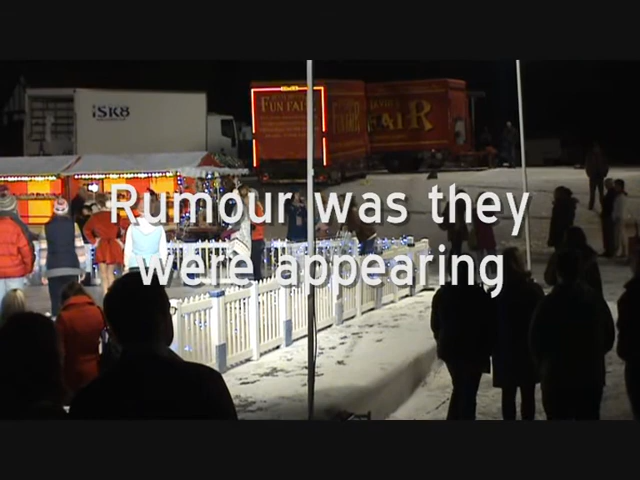 iSK8
FUN FAIR
FAIR
Rumour was they
were appearing